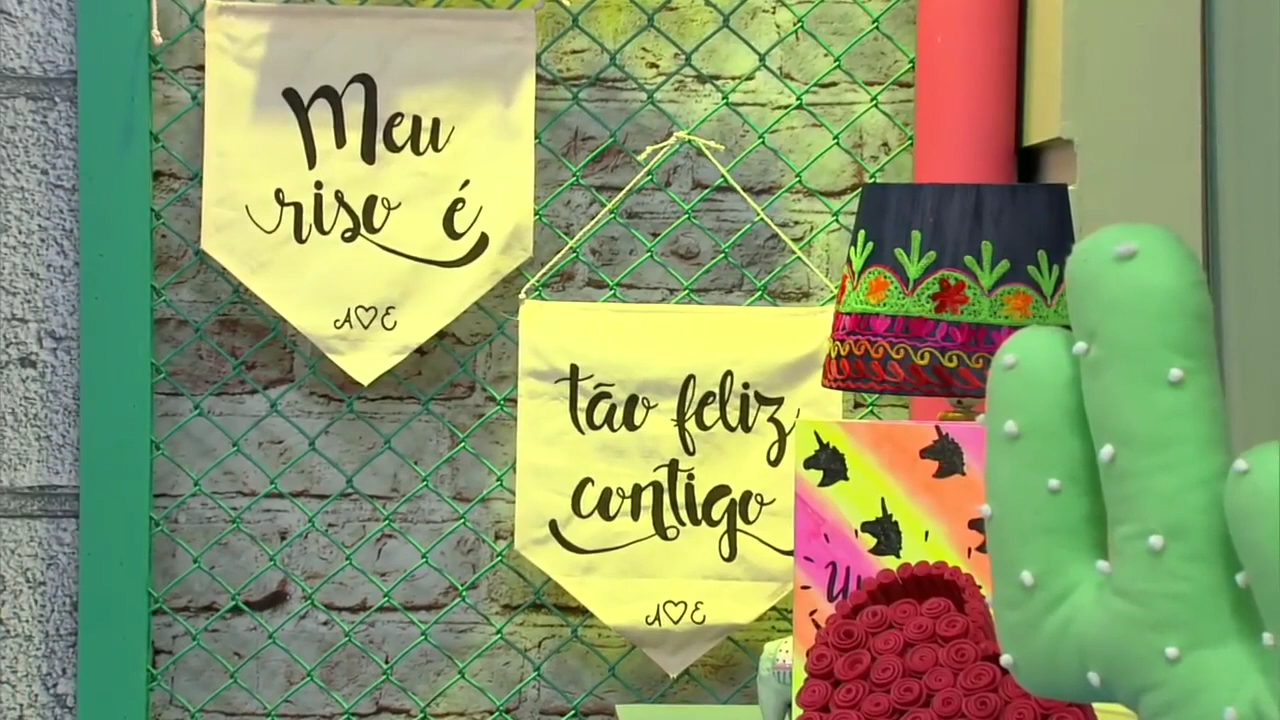 Meu
riso é
A♡E
tão feliz
contigo
A♡E